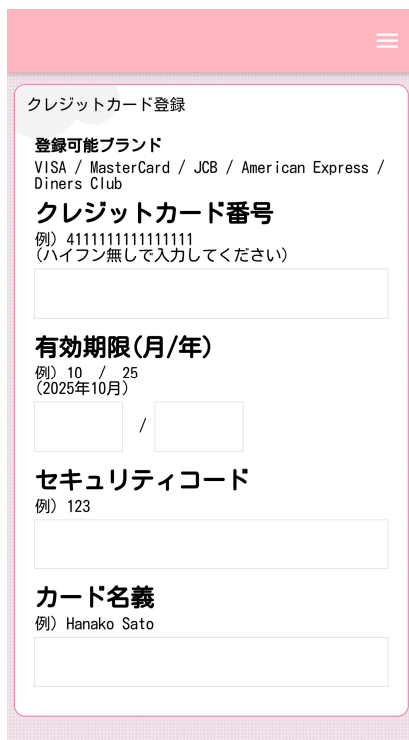 クレジットカード登録
登録可能ブランド
VISA / MasterCard / JCB / American Express /
Diners Club
クレジットカード番号
例）4111111111111111
（ハイフン無しで入力してください）
有効期限(月/年)
例）10　/　25
（2025年10月）
/
セキュリティコード
例）123
カード名義
例）Hanako Sato